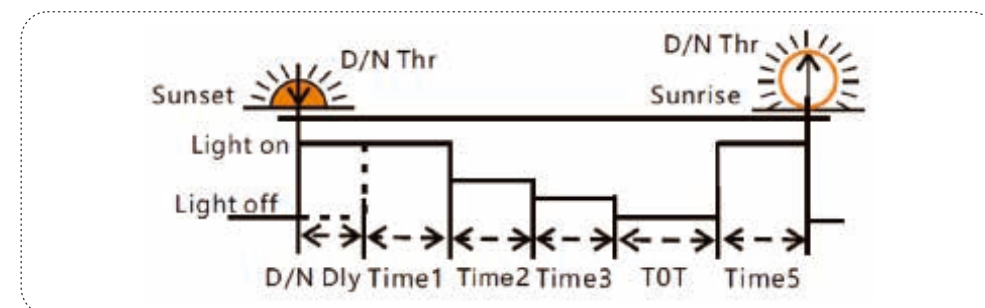 D/N Thr
D/N Thr
Sunset
Sunrise
Light on
Light off
D/N Dly Time1 Time2 Time3 T0T Time5